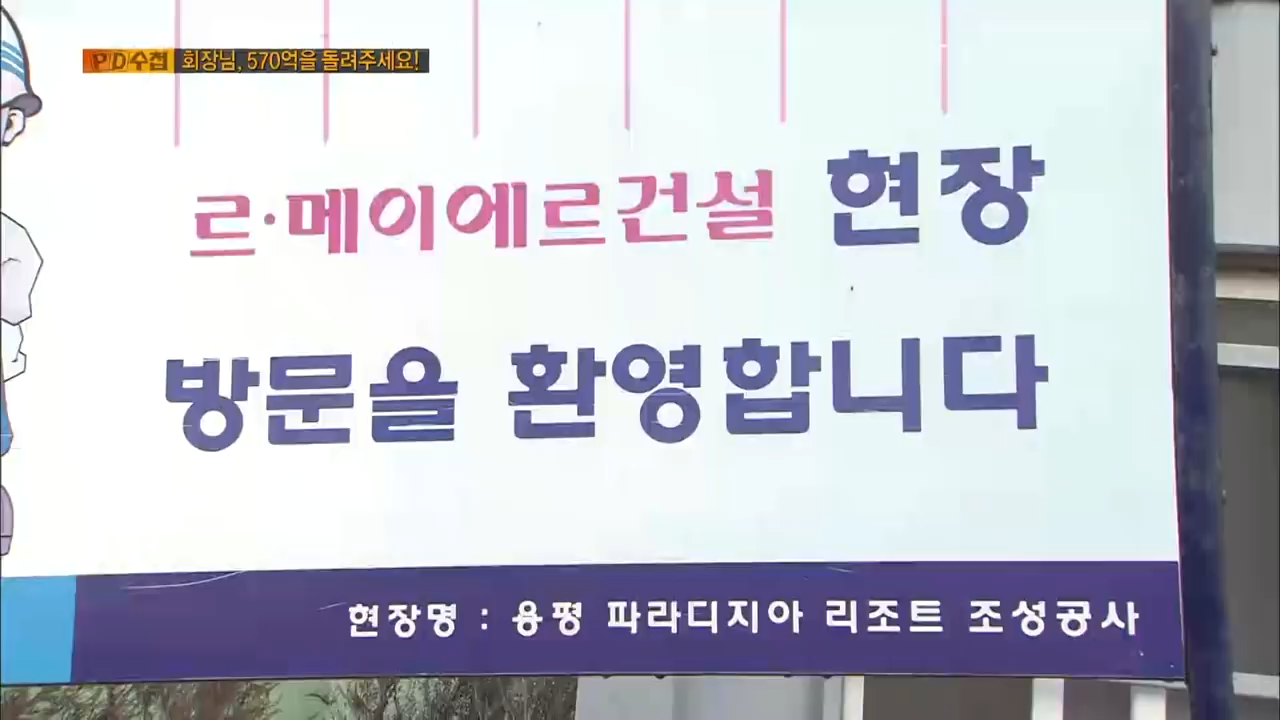 PD수첩 회장님, 570억을 돌려주세요!
르·메이에르건설 현장
방문을 환영합니다
현장명 : 용평 파라디지아 리조트 조성공사